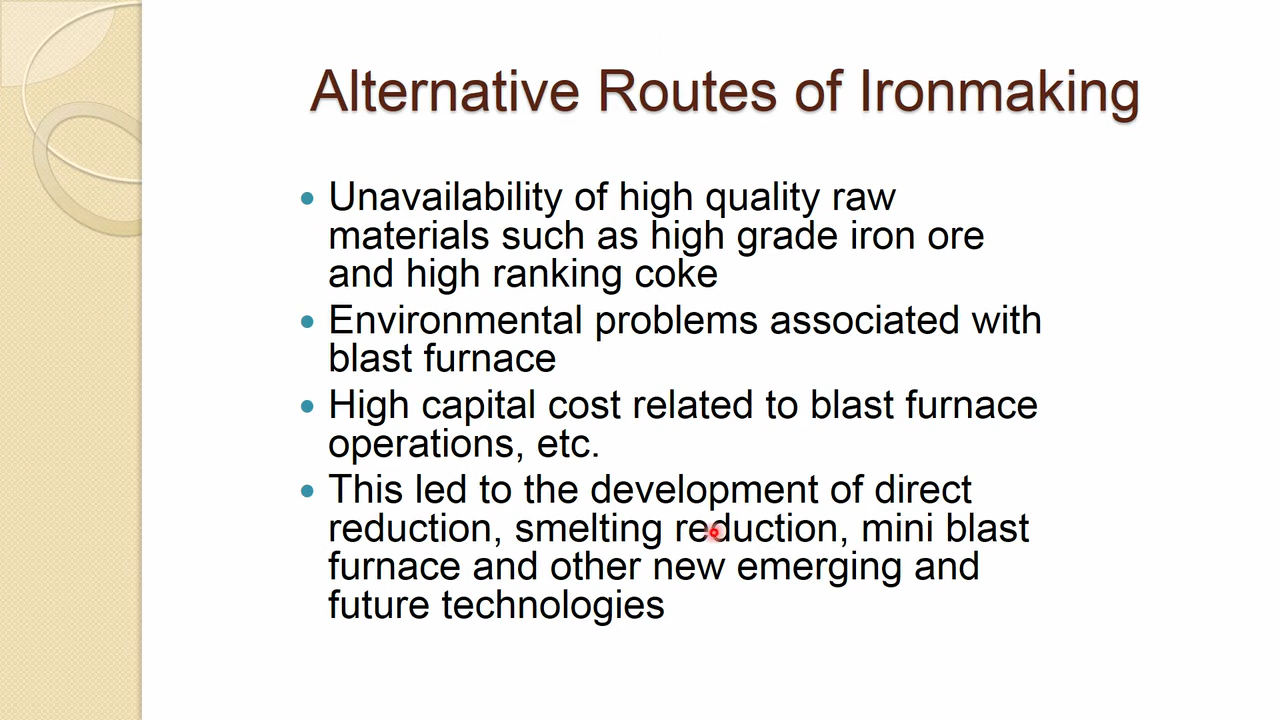 Alternative Routes of Ironmaking
Unavailability of high quality raw
materials such as high grade iron ore
and high ranking coke
Environmental problems associated with
blast furnace
High capital cost related to blast furnace
operations, etc.
This led to the development of direct
reduction, smelting reduction, mini blast
furnace and other new emerging and
future technologies